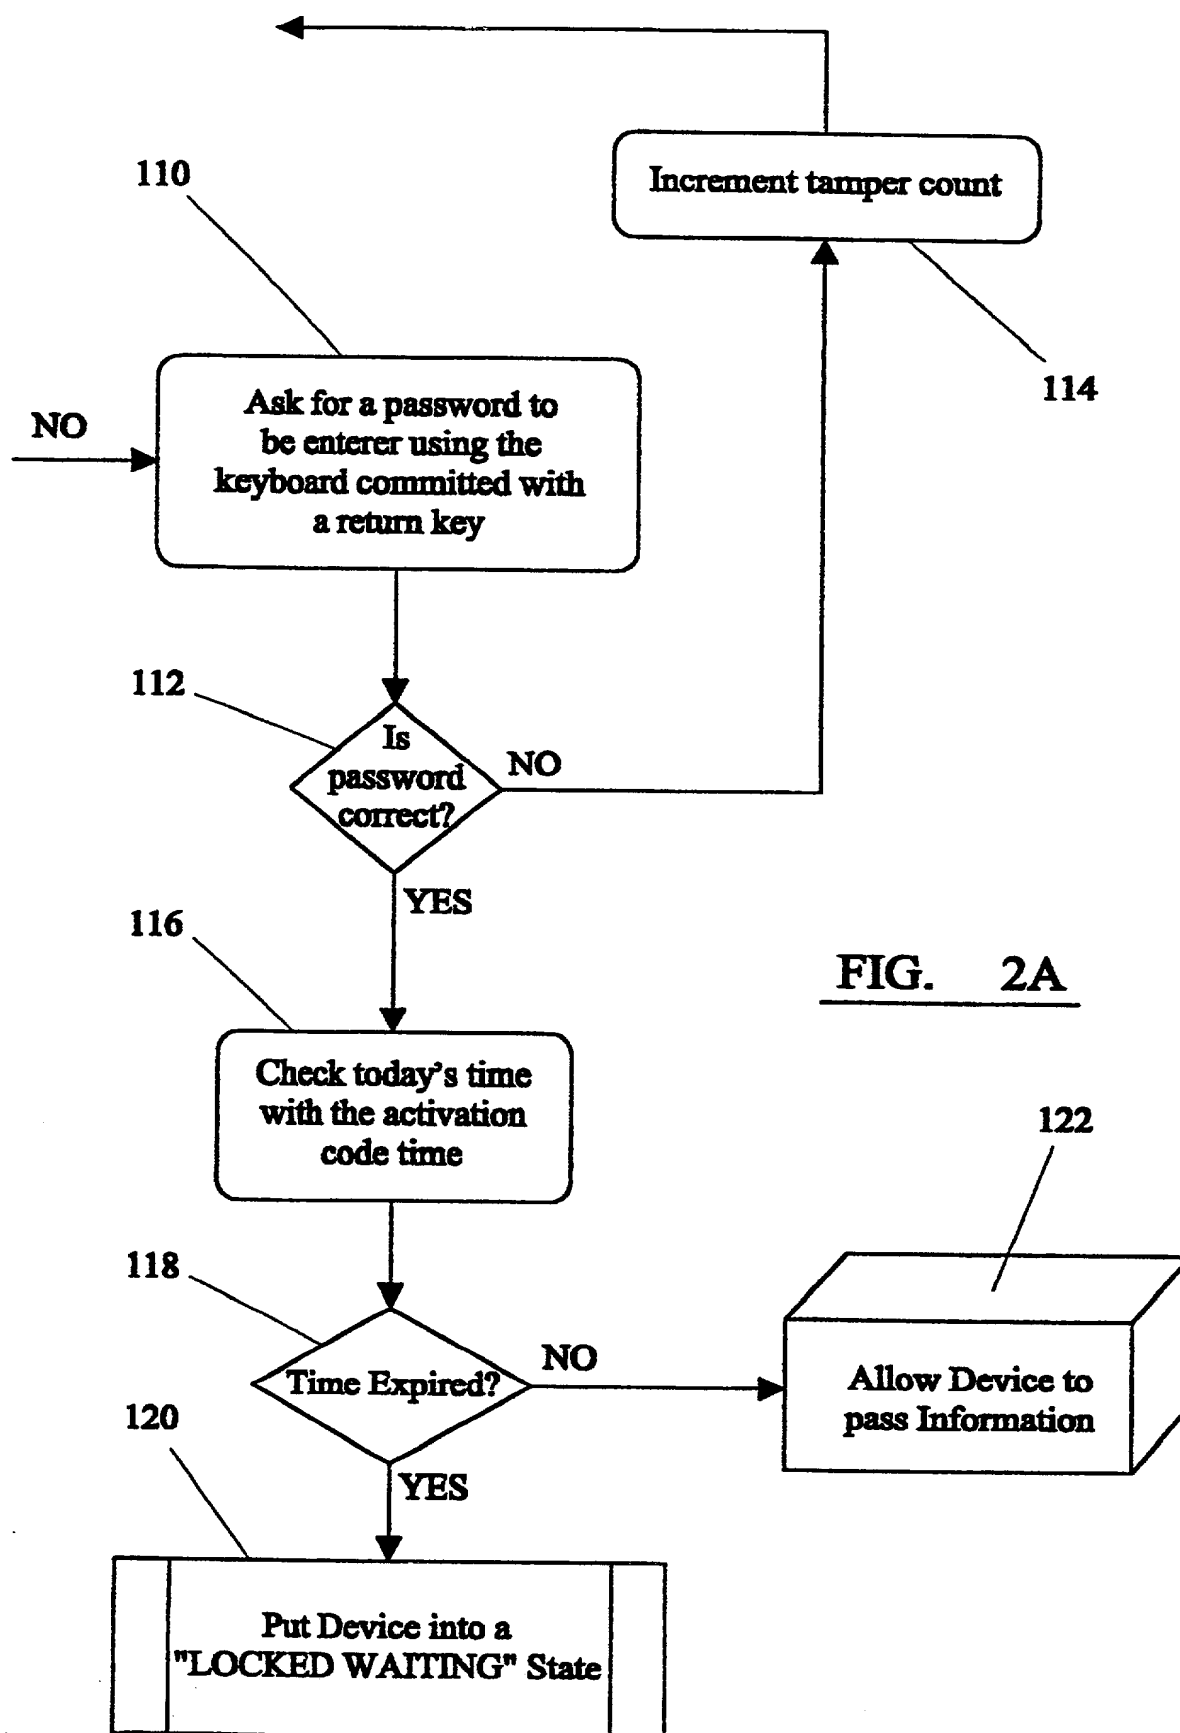 110
Increment tamper count
114
NO
Ask for a password to
be enterer using the
keyboard committed with
a return key
112
Is
password
correct?
NO
YES
116
FIG. 2A
Check today's time
with the activation
code time
122
118
Time Expired?
NO
Allow Device to
pass Information
120
YES
Put Device into a
"LOCKED WAITING" State